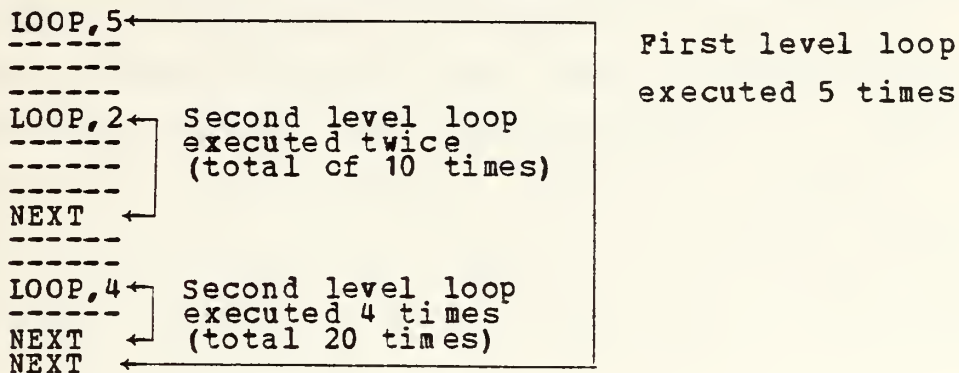 LOOP,5
First level loop
executed 5 times
------
------
------
LOOP,2
Second level loop
executed twice
(total of 10 times)
------
------
------
NEXT
------
------
LOOP,4
Second level loop
executed 4 times
(total 20 times)
------
NEXT
NEXT